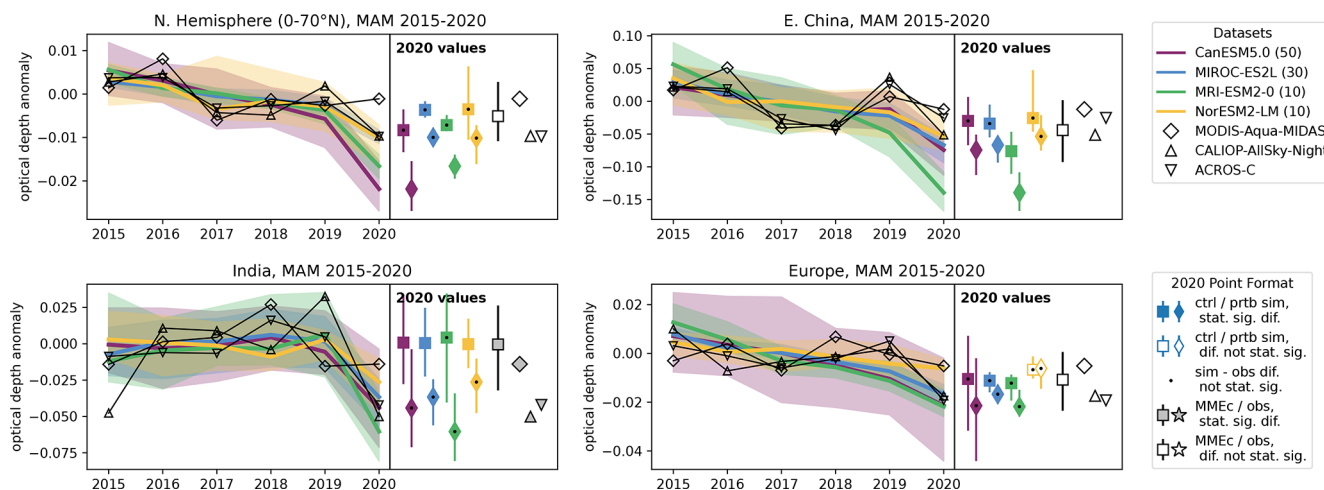 N. Hemisphere (0-70°N), MAM 2015-2020
optical depth anomaly
0.01
0.00
−0.01
−0.02
2015 2016 2017 2018 2019 2020
2020 values
E. China, MAM 2015-2020
optical depth anomaly
0.10
0.05
0.00
−0.05
−0.10
−0.15
2015 2016 2017 2018 2019 2020
2020 values
Datasets
CanESM5.0 (50)
MIROC-ES2L (30)
MRI-ESM2-0 (10)
NorESM2-LM (10)
MODIS-Aqua-MIDAS
CALIOP-AllSky-Night
ACROS-C
India, MAM 2015-2020
optical depth anomaly
0.025
0.000
−0.025
−0.050
−0.075
2015 2016 2017 2018 2019 2020
2020 values
Europe, MAM 2015-2020
optical depth anomaly
0.02
0.00
−0.02
−0.04
2015 2016 2017 2018 2019 2020
2020 values
2020 Point Format
ctrl / prtb sim,
stat. sig. dif.
ctrl / prtb sim,
dif. not stat. sig.
sim - obs dif.
not stat. sig.
MMEc / obs,
stat. sig. dif.
MMEc / obs,
dif. not stat. sig.